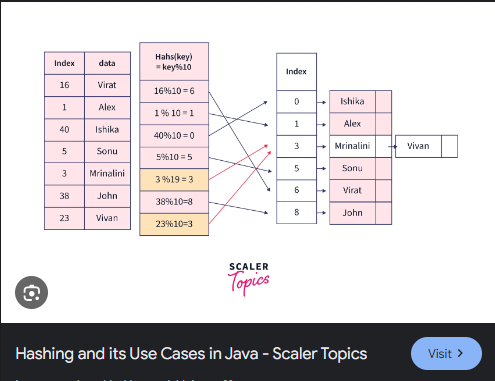 Index data
16 Virat
1 Alex
40 Ishika
5 Sonu
3 Mrinalini
38 John
23 Vivan
Hahs(key)
= key%10
16%10 = 6
1 % 10 = 1
40%10 = 0
5%10 = 5
3 %19 = 3
38%10=8
23%10=3
Index
0 Ishika
1 Alex
3 Mrinalini Vivan
5 Sonu
6 Virat
8 John
SCALER
Topics
Hashing and its Use Cases in Java - Scaler Topics
Visit >